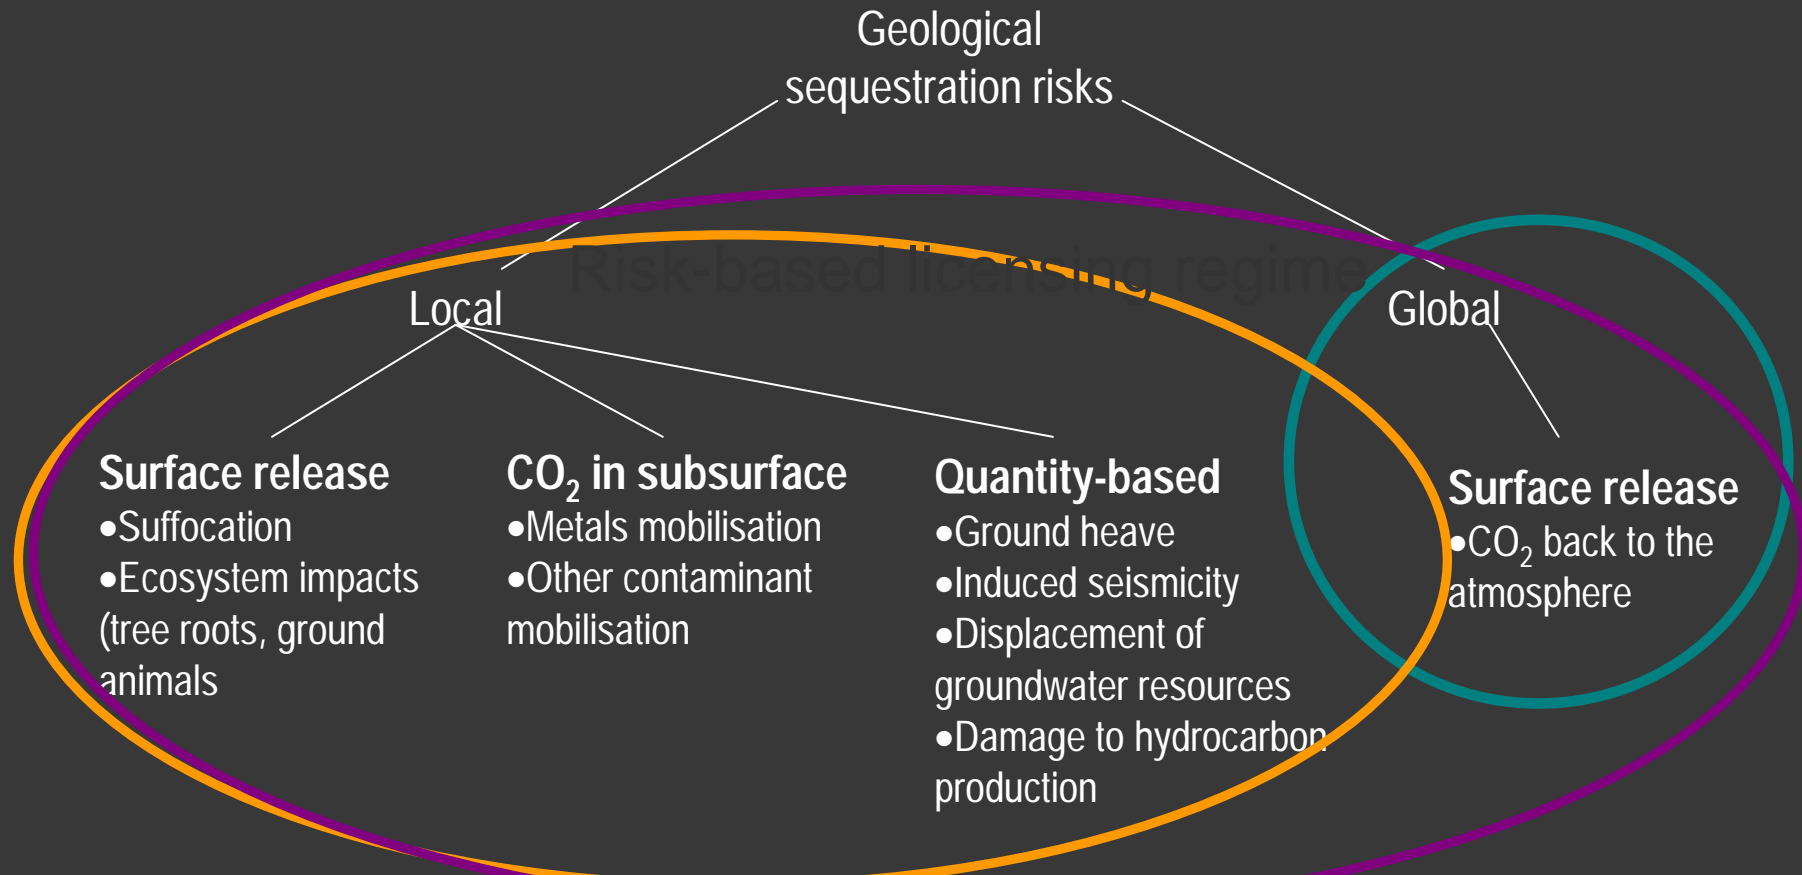 Geological
sequestration risks
Risk-based licensing regime
Local
Global
Surface release
•Suffocation
•Ecosystem impacts
(tree roots, ground
animals
CO₂ in subsurface
•Metals mobilisation
•Other contaminant
mobilisation
Quantity-based
•Ground heave
•Induced seismicity
•Displacement of
groundwater resources
•Damage to hydrocarbon
production
Surface release
•CO₂ back to the
atmosphere